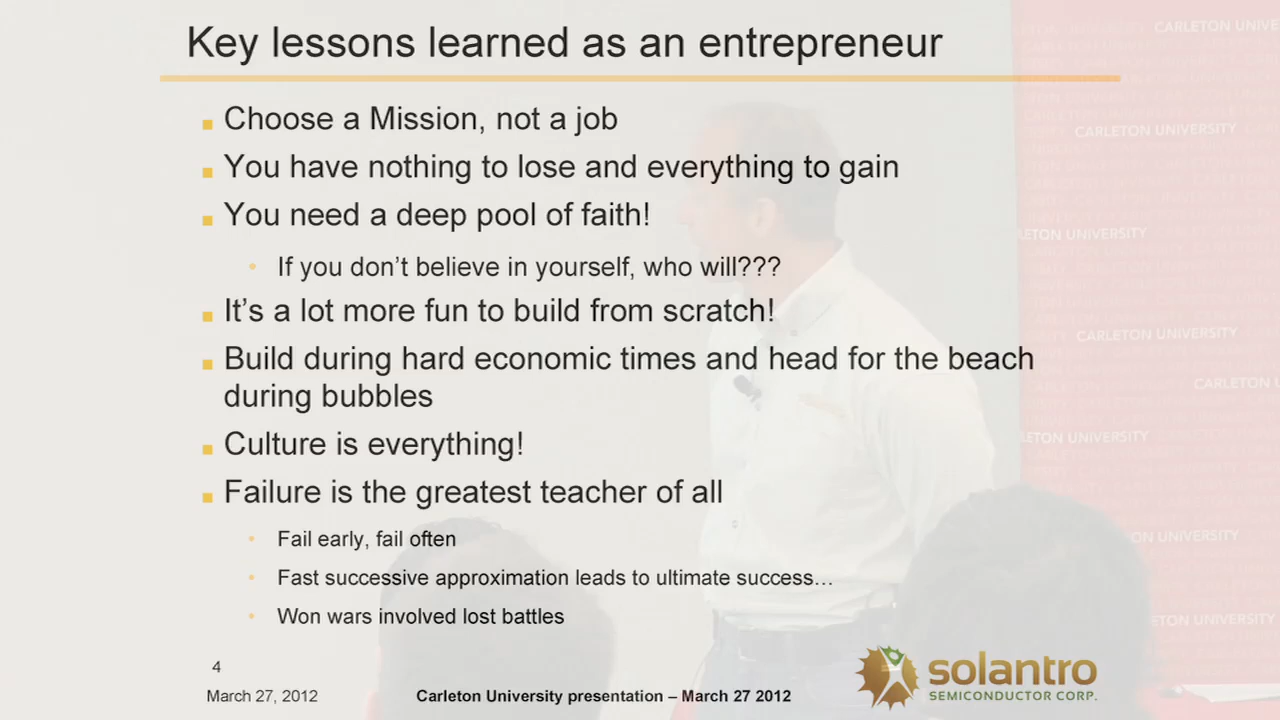 Key lessons learned as an entrepreneur
Choose a Mission, not a job
You have nothing to lose and everything to gain
You need a deep pool of faith!
If you don’t believe in yourself, who will???
It’s a lot more fun to build from scratch!
Build during hard economic times and head for the beach
during bubbles
Culture is everything!
Failure is the greatest teacher of all
Fail early, fail often
Fast successive approximation leads to ultimate success…
Won wars involved lost battles
4
March 27, 2012
Carleton University presentation – March 27 2012
solantro
SEMICONDUCTOR CORP.
CARLETON UNIVE
CARLETON UNIVERSITY
LETON UNIVERSITY
CARLETON UNIVERSITY
CARLETON U
LETON UNIVERSITY
ON UNIVERSITY
ETON UNIVERSITY